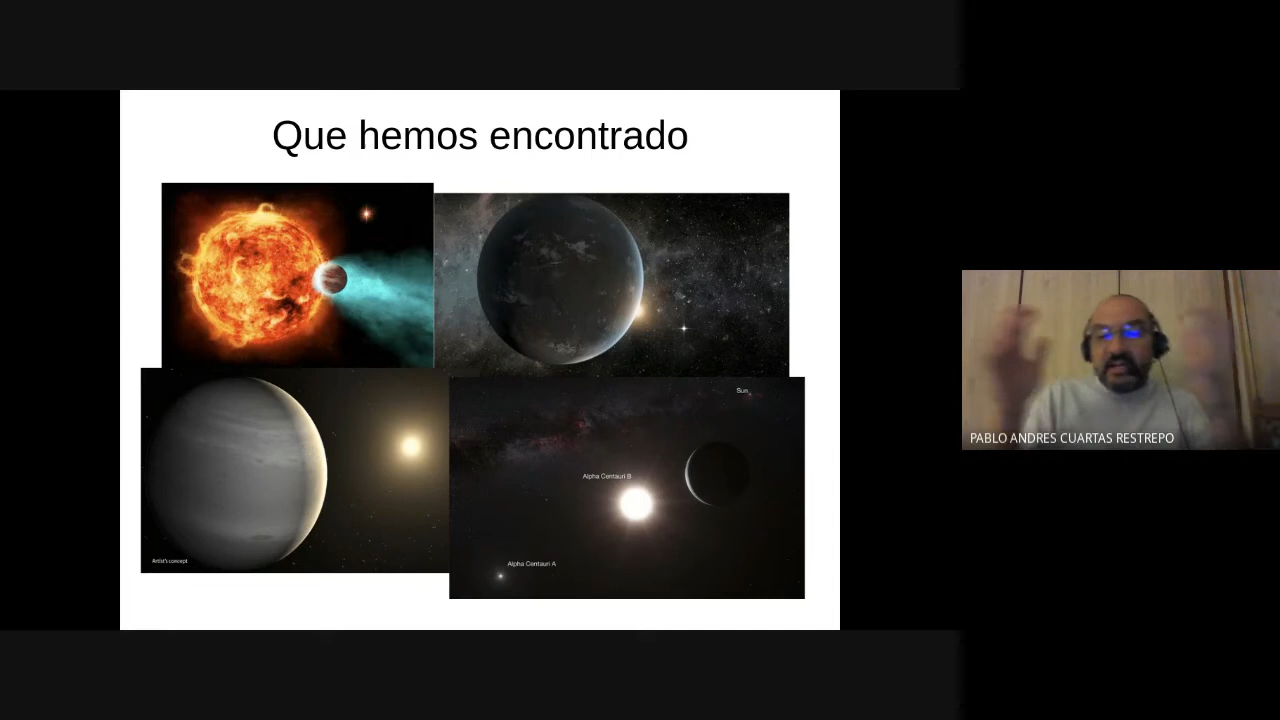 Que hemos encontrado
Sun
Alpha Centauri B
Alpha Centauri A
Artist's concept
PABLO ANDRES CUARTAS RESTREPO